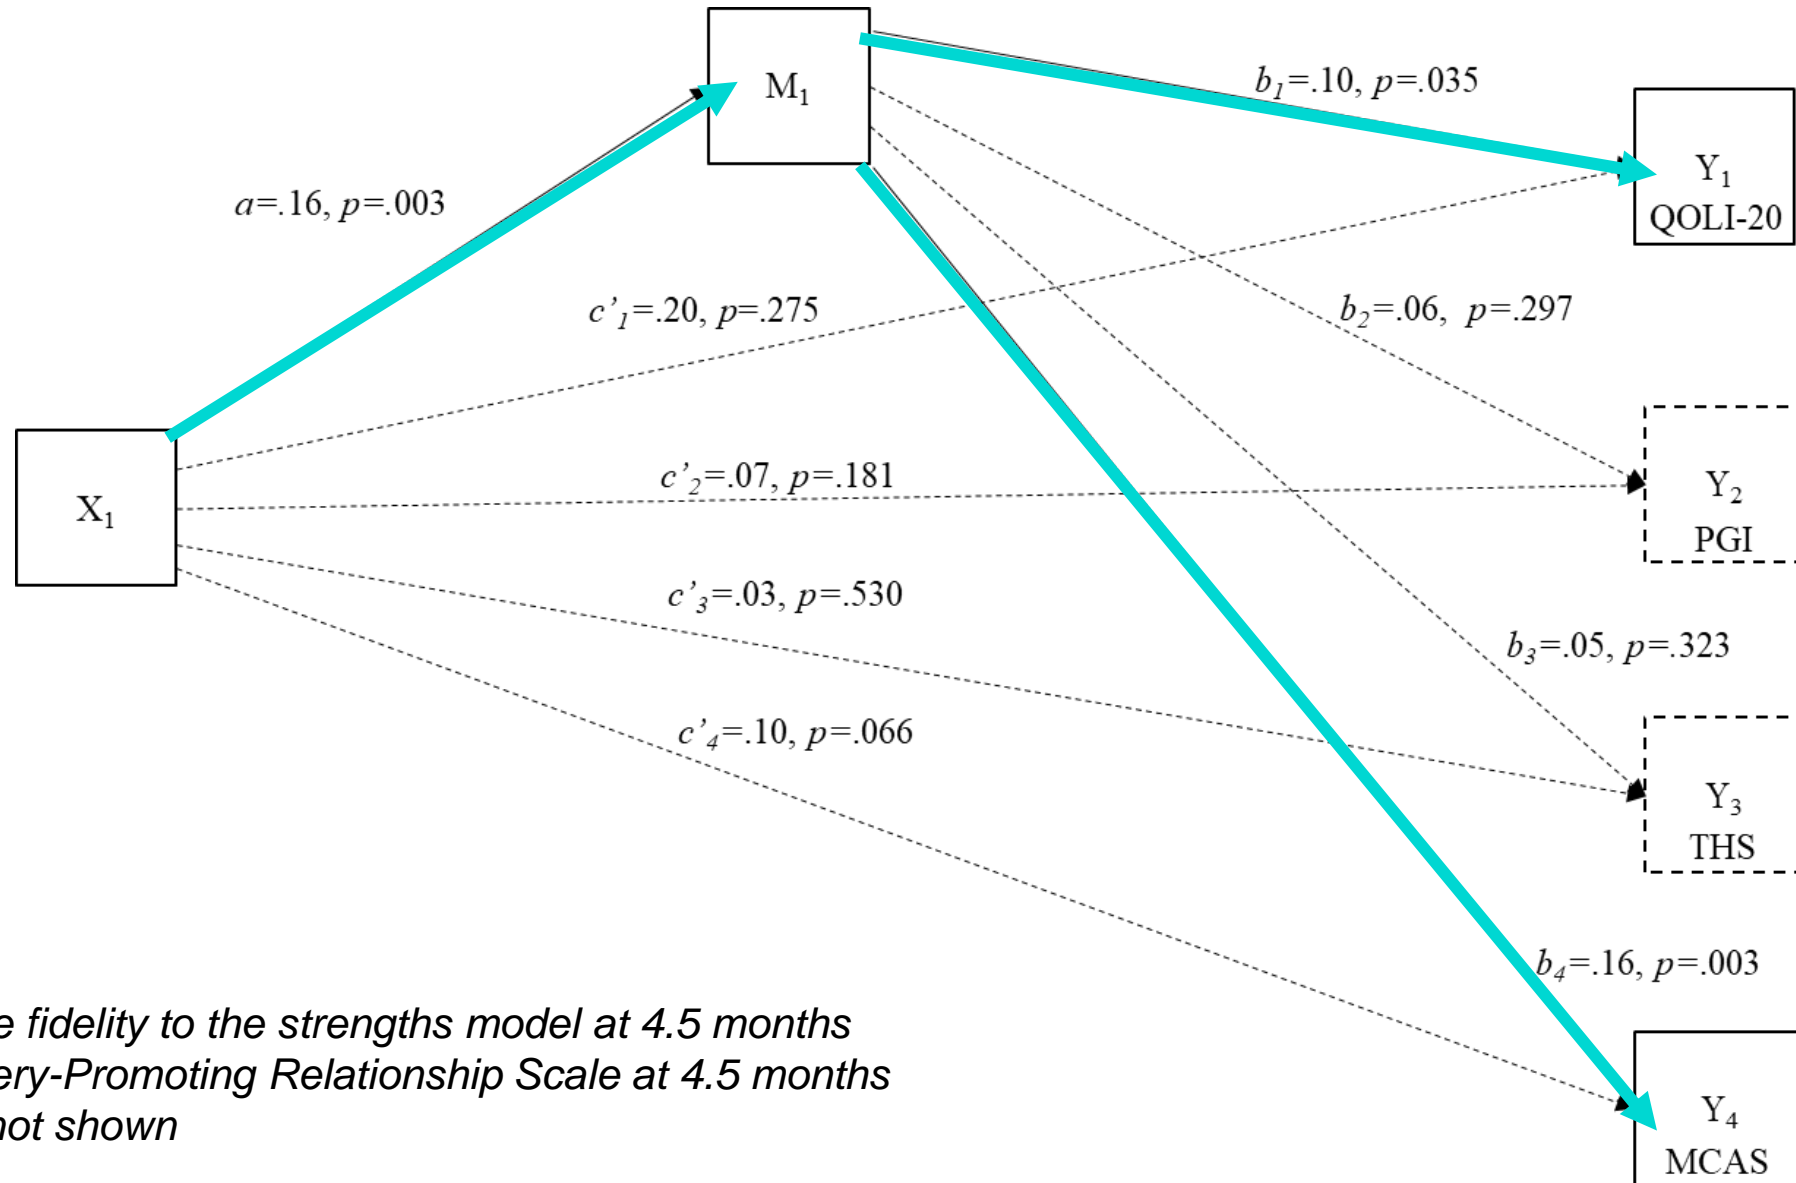 M₁
b₁=.10, p=.035
Y₁
QOLI-20
a=.16, p=.003
c’₁=.20, p=.275
b₂=.06, p=.297
X₁
c’₂=.07, p=.181
Y₂
PGI
c’₃=.03, p=.530
b₃=.05, p=.323
c’₄=.10, p=.066
Y₃
THS
b₄=.16, p=.003
fidelity to the strengths model at 4.5 months
ery-Promoting Relationship Scale at 4.5 months
not shown
Y₄
MCAS